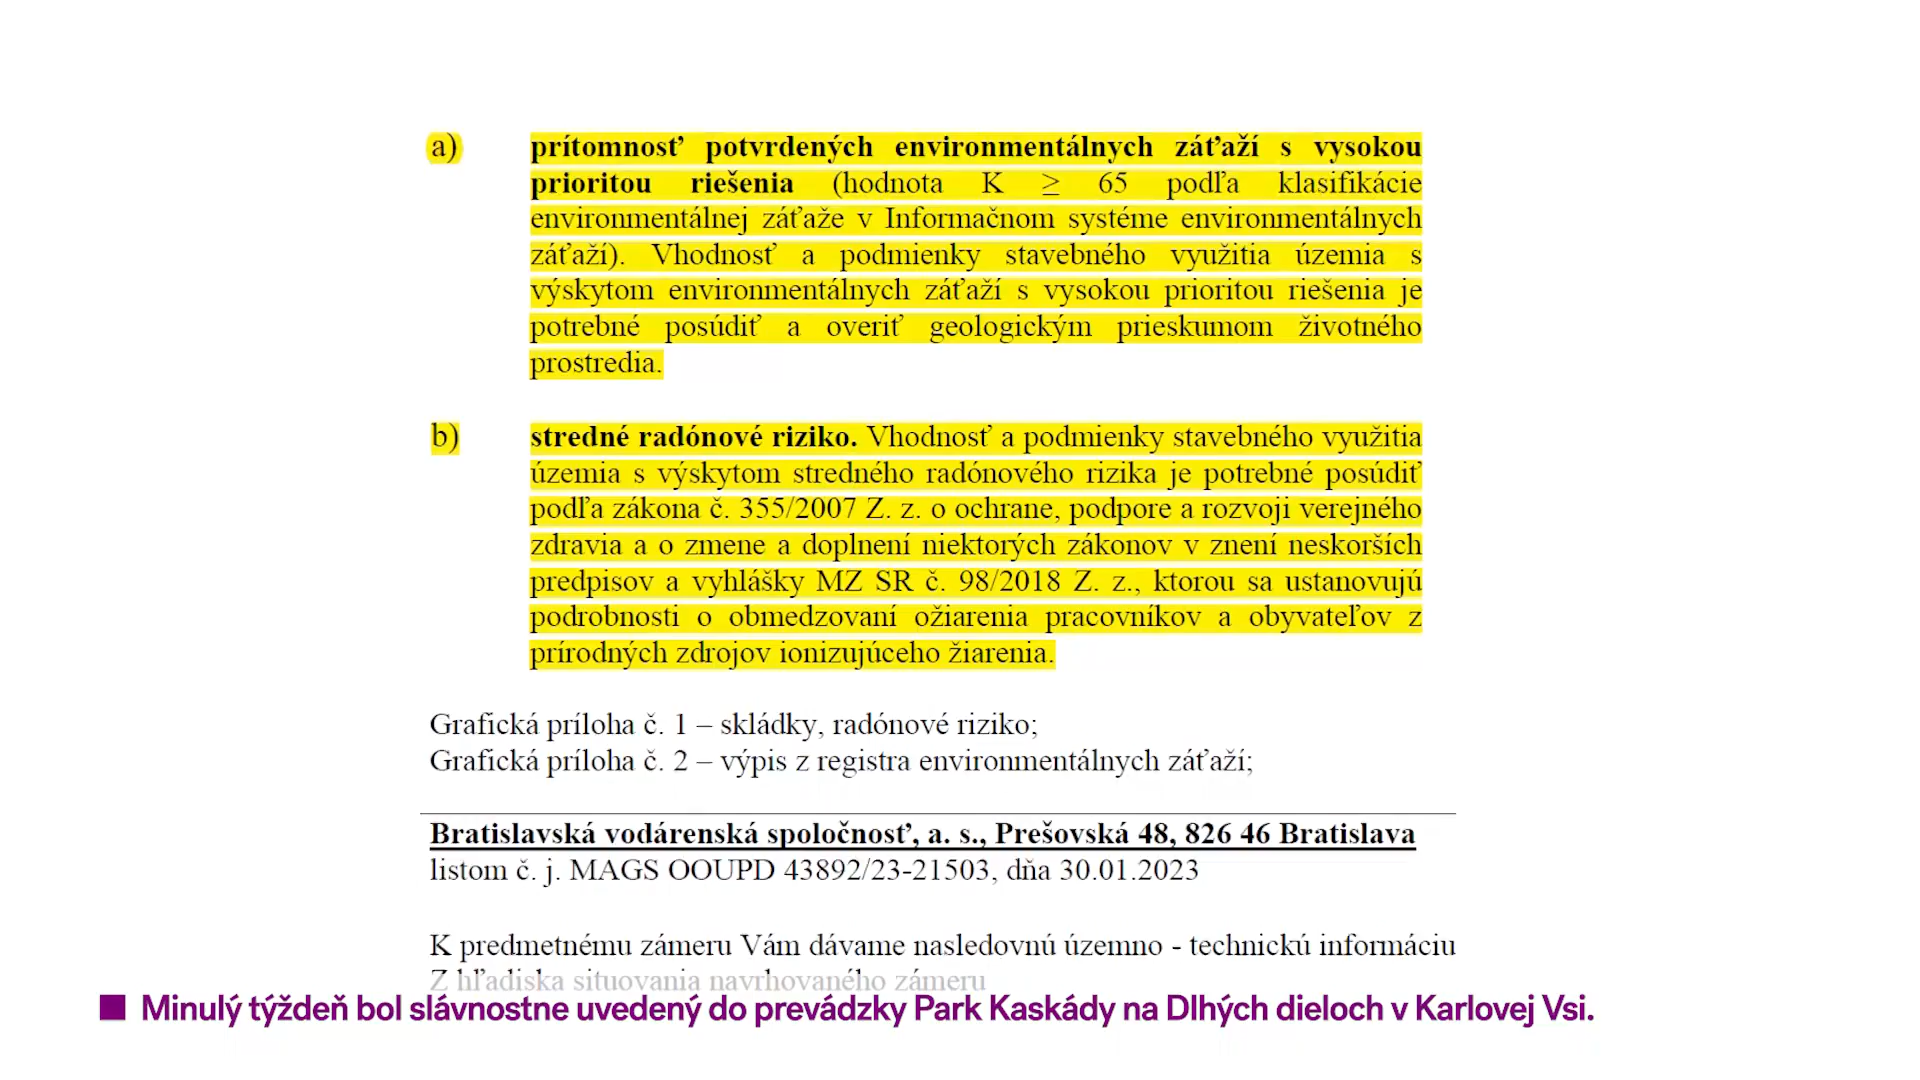 a) prítomnosť potvrdených environmentálnych záťaží s vysokou
prioritou riešenia (hodnota K ≥ 65 podľa klasifikácie
environmentálnej záťaže v Informačnom systéme environmentálnych
záťaží). Vhodnosť a podmienky stavebného využitia územia s
výskytom environmentálnych záťaží s vysokou prioritou riešenia je
potrebné posúdiť a overiť geologickým prieskumom životného
prostredia.
b) stredné radónové riziko. Vhodnosť a podmienky stavebného využitia
územia s výskytom stredného radónového rizika je potrebné posúdiť
podľa zákona č. 355/2007 Z. z. o ochrane, podpore a rozvoji verejného
zdravia a o zmene a doplnení niektorých zákonov v znení neskorších
predpisov a vyhlášky MZ SR č. 98/2018 Z. z., ktorou sa ustanovujú
podrobnosti o obmedzovaní ožiarenia pracovníkov a obyvateľov z
prírodných zdrojov ionizujúceho žiarenia.
Grafická príloha č. 1 – skládky, radónové riziko;
Grafická príloha č. 2 – výpis z registra environmentálnych záťaží;
Bratislavská vodárenská spoločnosť, a. s., Prešovská 48, 826 46 Bratislava
listom č. j. MAGS OOUPD 43892/23-21503, dňa 30.01.2023
K predmetnému zámeru Vám dávame nasledovnú územno - technickú informáciu
Z hľadiska situovania navrhovaného zámeru
Minulý týždeň bol slávnostne uvedený do prevádzky Park Kaskády na Dlhých dieloch v Karlovej Vsi.